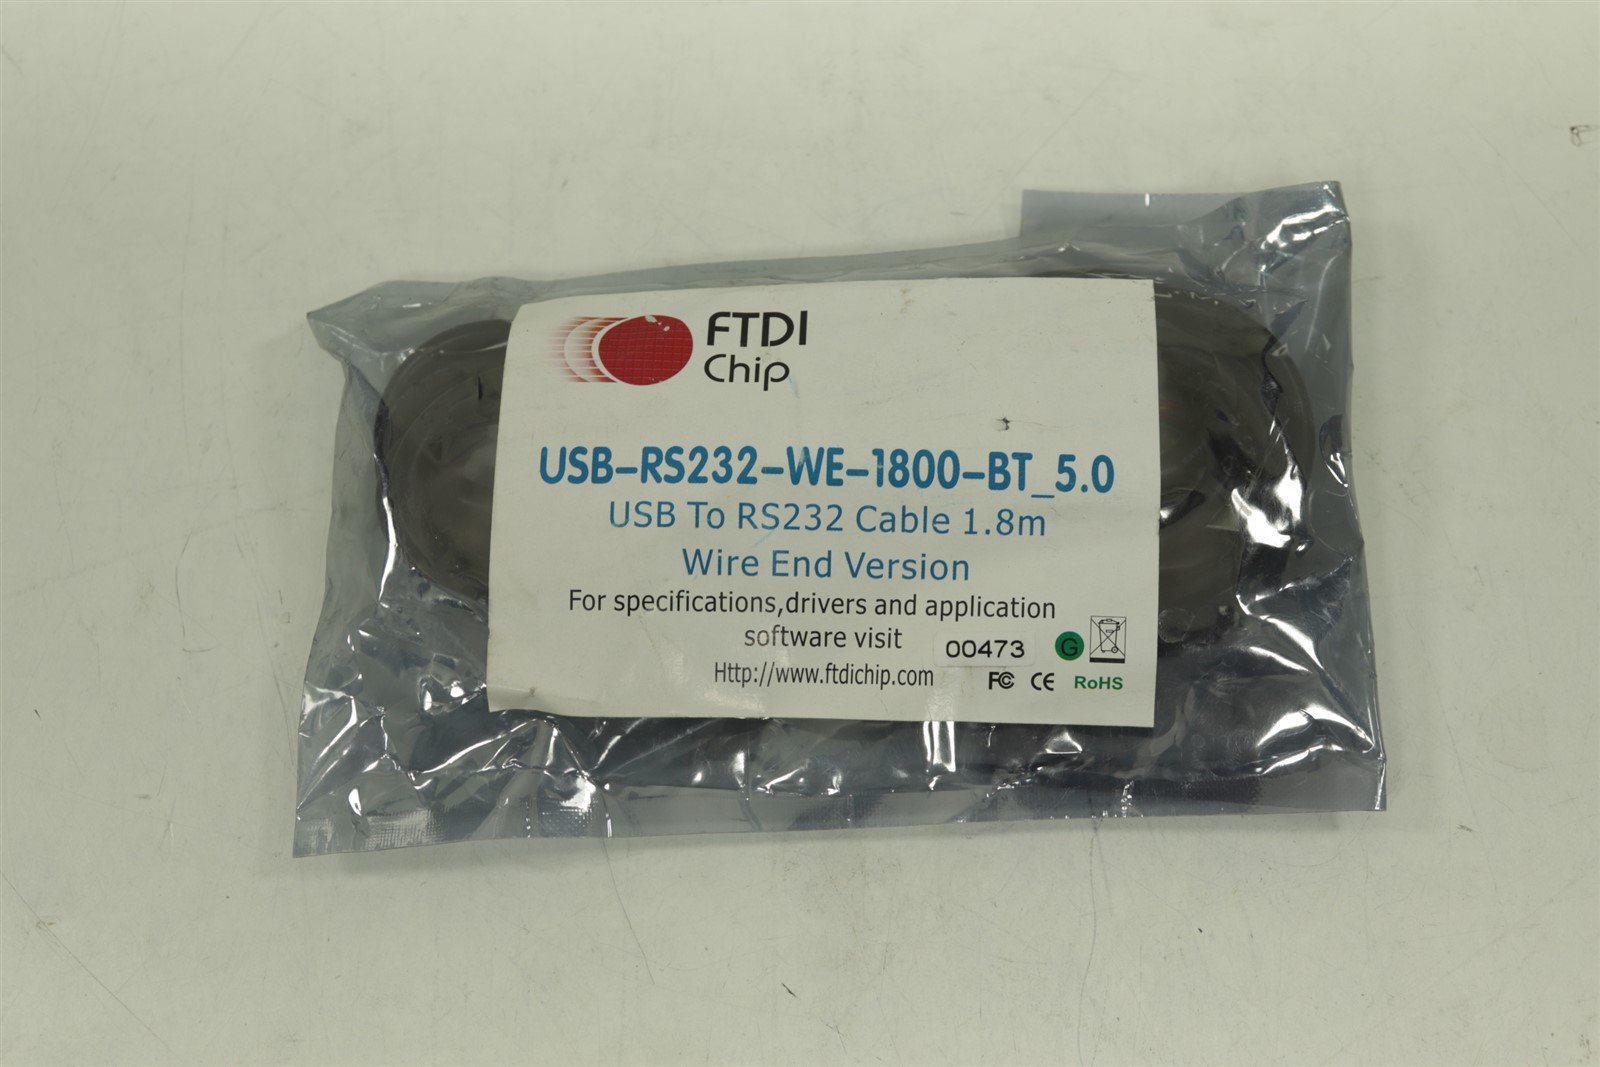 FTDI
Chip
USB-RS232-WE-1800-BT_5.0
USB To RS232 Cable 1.8m
Wire End Version
For specifications,drivers and application
software visit
00473
G
Http://www.ftdichip.com
FC CE RoHS